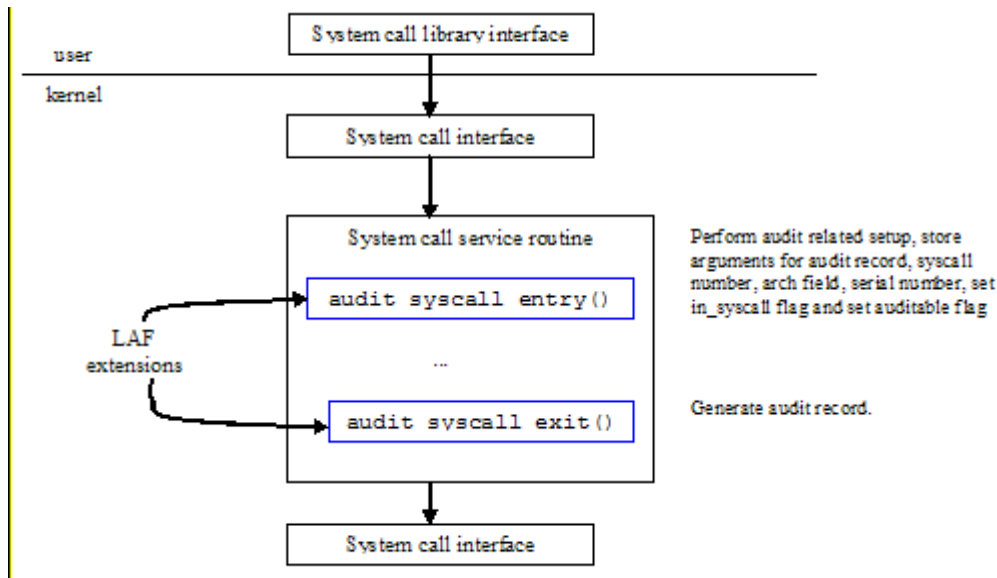 System call library interface
user
kernel
System call interface
System call service routine
Perform audit related setup, store
arguments for audit record, syscall
number, arch field, serial number, set
in_syscall flag and set auditable flag
audit syscall entry()
LAF
extensions
...
audit syscall exit()
Generate audit record.
System call interface